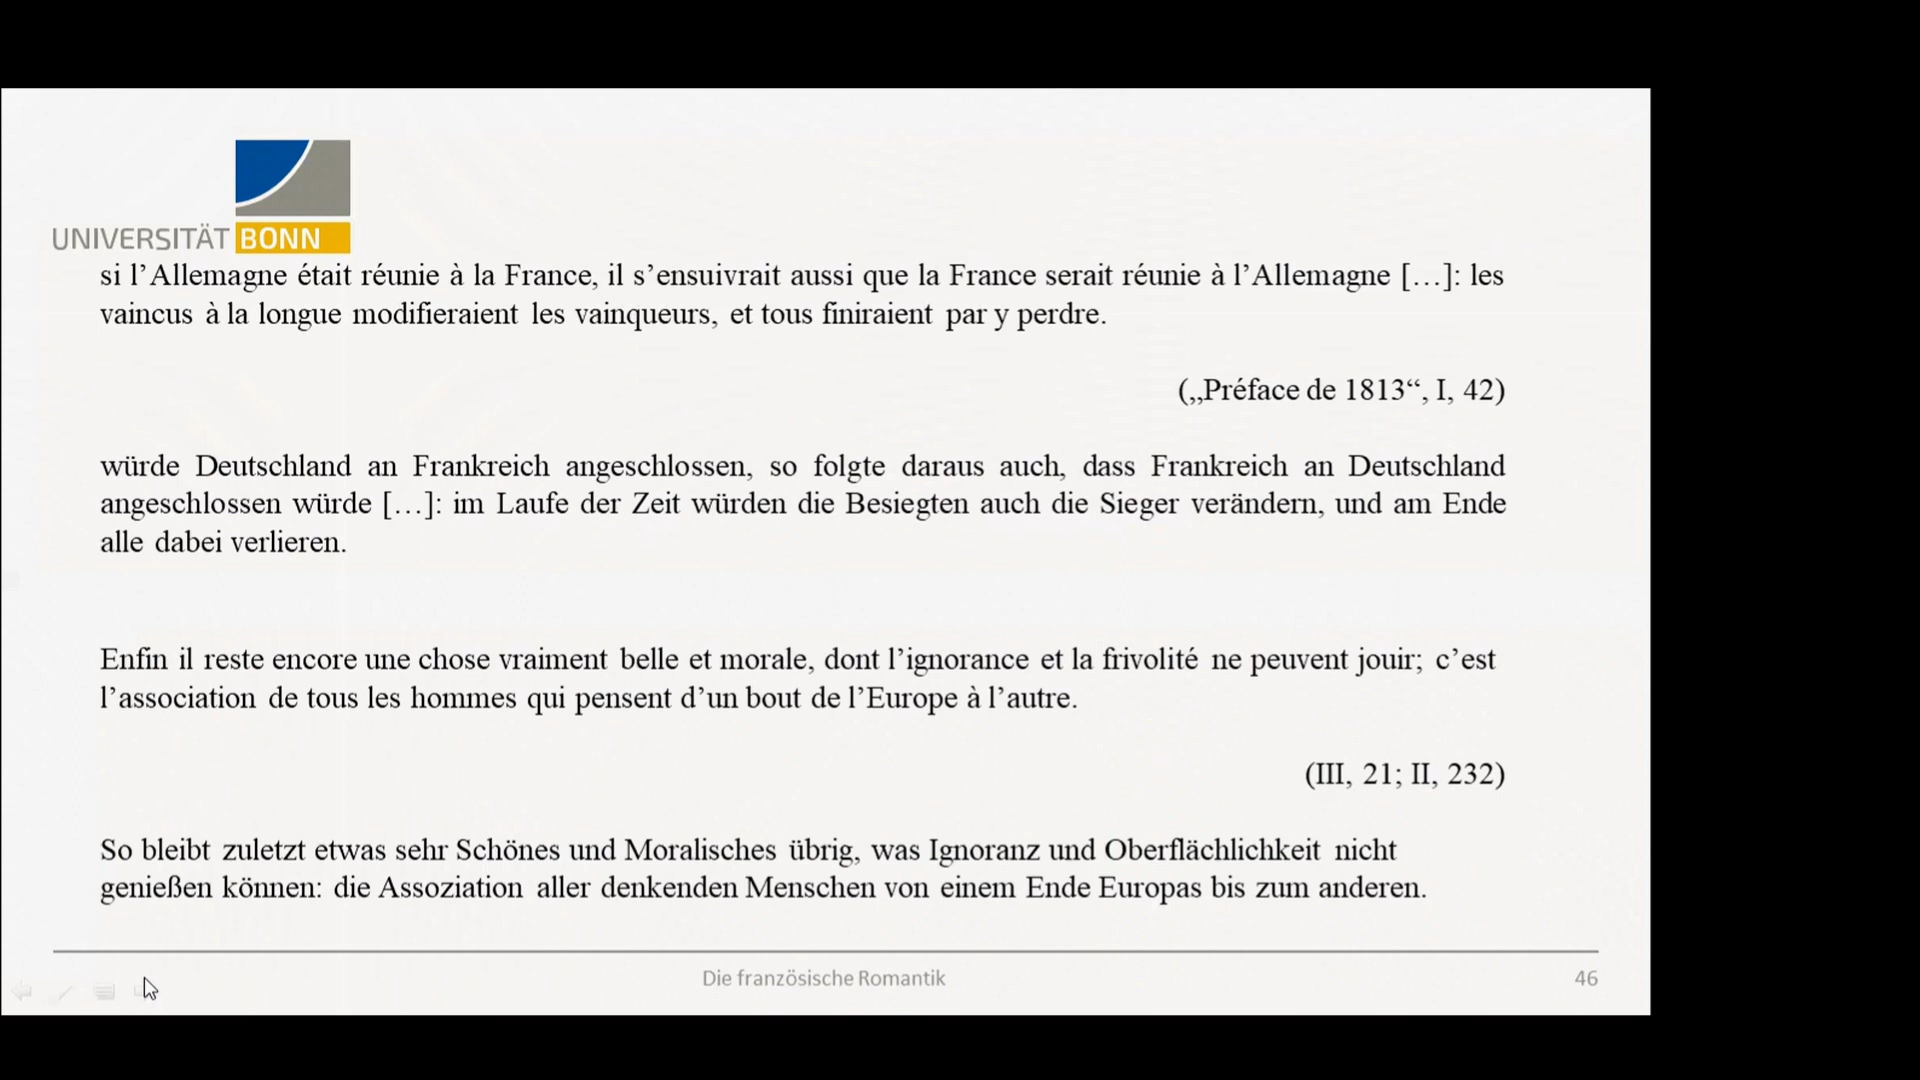 UNIVERSITÄT BONN
si l’Allemagne était réunie à la France, il s’ensuivrait aussi que la France serait réunie à l’Allemagne […]: les
vaincus à la longue modifieraient les vainqueurs, et tous finiraient par y perdre.
(„Préface de 1813“, I, 42)
würde Deutschland an Frankreich angeschlossen, so folgte daraus auch, dass Frankreich an Deutschland
angeschlossen würde […]: im Laufe der Zeit würden die Besiegten auch die Sieger verändern, und am Ende
alle dabei verlieren.
Enfin il reste encore une chose vraiment belle et morale, dont l’ignorance et la frivolité ne peuvent jouir; c’est
l’association de tous les hommes qui pensent d’un bout de l’Europe à l’autre.
(III, 21; II, 232)
So bleibt zuletzt etwas sehr Schönes und Moralisches übrig, was Ignoranz und Oberflächlichkeit nicht
genießen können: die Assoziation aller denkenden Menschen von einem Ende Europas bis zum anderen.
Die französische Romantik
46